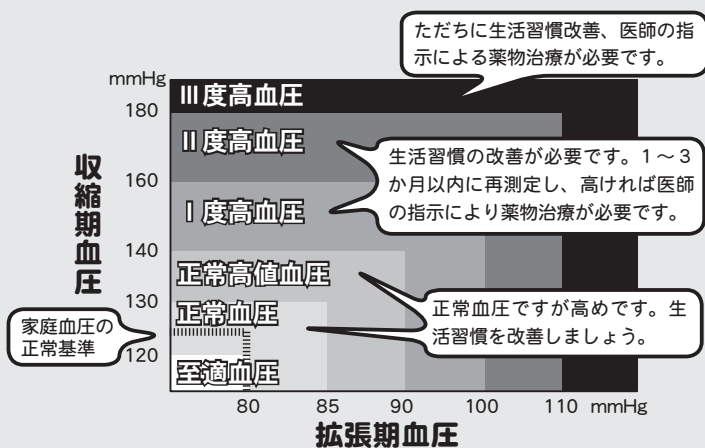 ただちに生活習慣改善、医師の指
示による薬物治療が必要です。
mmHg
180
160
140
130
120
収縮期血圧
Ⅲ度高血圧
Ⅱ度高血圧
生活習慣の改善が必要です。1~3
か月以内に再測定し、高ければ医師
の指示により薬物治療が必要です。
Ⅰ度高血圧
正常高値血圧
正常血圧ですが高めです。生
活習慣を改善しましょう。
正常血圧
家庭血圧の
正常基準
至適血圧
80 85 90 100 110 mmHg
拡張期血圧